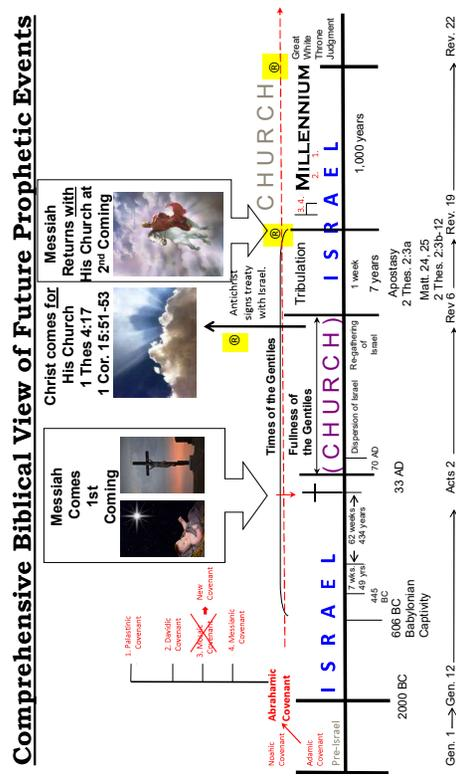 Comprehensive Biblical View of Future Prophetic Events
Messiah
Comes
1st
Coming
Christ comes for
His Church
1 Thes 4:17
1 Cor. 15:51-53
Messiah
Returns with
His Church at
2nd Coming
1. Palastinic
Covenant
2. Davidic
Covenant
3. Mosaic
Covenant
New
Covenant
4. Messianic
Covenant
Abrahamic
Covenant
Noahic
Covenant
Adamic
Covenant
Times of the Gentiles
Fullness of
the Gentiles
Antichrist
signs treaty
with Israel.
®
®
®
CHURCH
Tribulation
3. 4.
MILLENNIUM
2. 1.
Great
White
Throne
Judgment
Pre-Israel
ISRAEL
(CHURCH)
ISRAEL
7 wks.
49 yrs
62 weeks
434 years
Dispersion of Israel
Re-gathering
of
Israel
1 week
7 years
1,000 years
2000 BC
606 BC
Babylonian
Captivity
445
BC
33 AD
70 AD
Apostasy
2 Thes. 2:3a
Matt. 24, 25
2 Thes. 2:3b-12
Gen. 1
Gen. 12
Acts 2
Rev 6
Rev. 19
Rev. 22